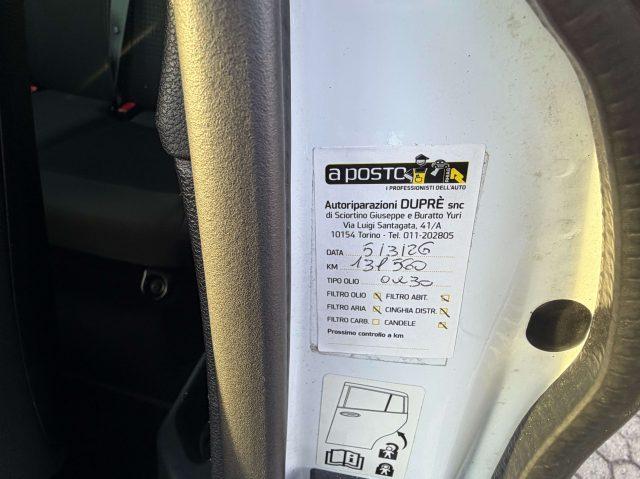 a posto
I PROFESSIONISTI DELL'AUTO
Autoriparazioni DUPRÈ snc
di Sciortino Giuseppe e Buratto Yuri
Via Luigi Santagata, 41/A
10154 Torino - Tel. 011-202805
DATA 5/3/26
KM
TIPO OLIO 0W30
FILTRO OLIO FILTRO ABIT.
FILTRO ARIA CINGHIA DISTR.
FILTRO CARB. CANDELE
Prossimo controllo a km